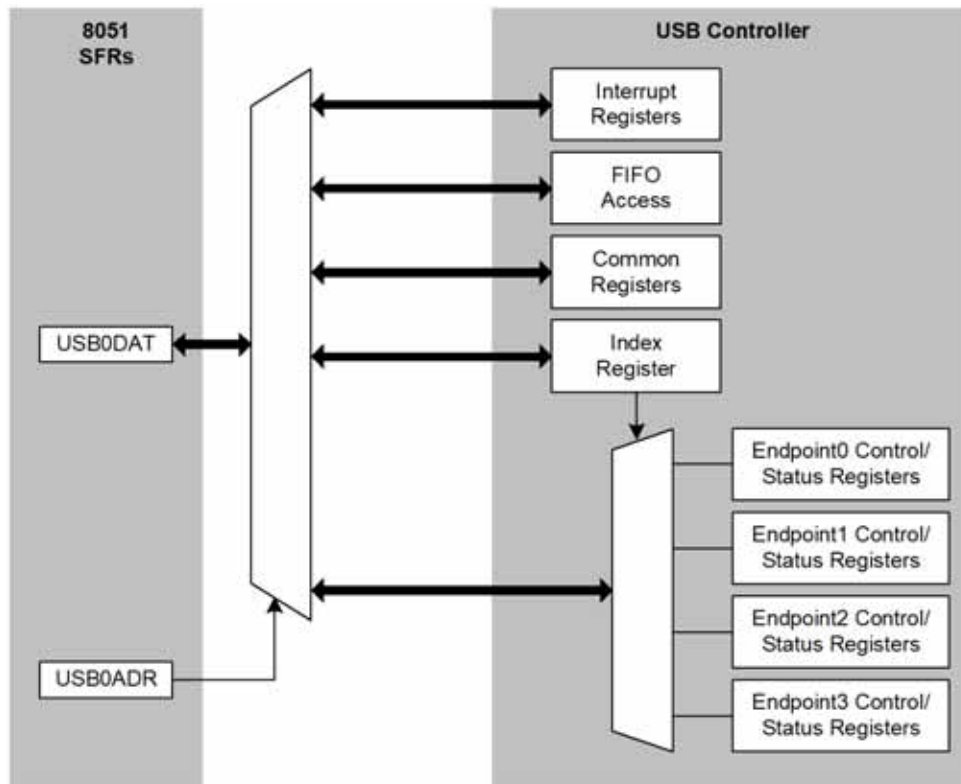 8051
SFRs
USB Controller
Interrupt
Registers
FIFO
Access
Common
Registers
USB0DAT
Index
Register
Endpoint0 Control/
Status Registers
Endpoint1 Control/
Status Registers
Endpoint2 Control/
Status Registers
USB0ADR
Endpoint3 Control/
Status Registers